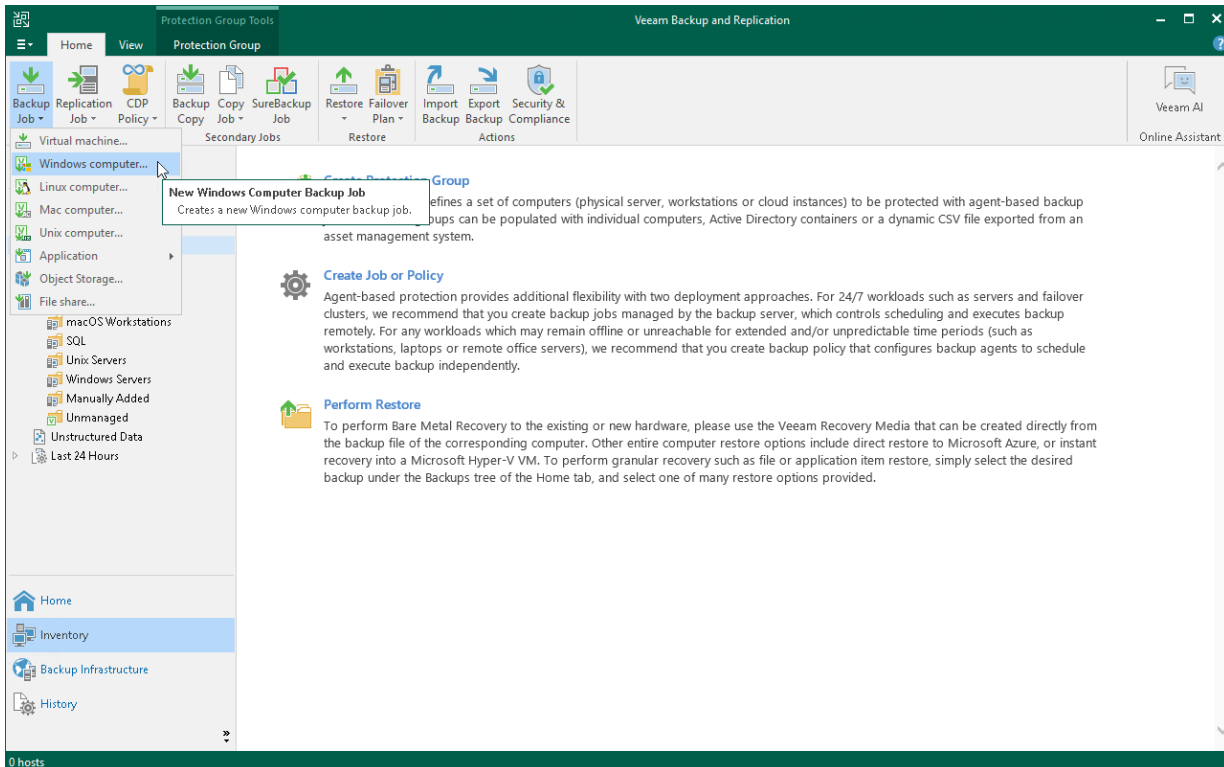 Protection Group Tools
Veeam Backup and Replication
Home View Protection Group
Backup Job
Replication Job
CDP Policy
Backup Copy
Copy Job
SureBackup Job
Restore
Failover Plan
Import Backup
Export Backup
Security & Compliance
Veeam AI
Secondary Jobs
Restore
Actions
Online Assistant
Virtual machine...
Windows computer...
Linux computer...
Mac computer...
Unix computer...
Application
Object Storage...
File share...
New Windows Computer Backup Job
Creates a new Windows computer backup job.
macOS Workstations
SQL
Unix Servers
Windows Servers
Manually Added
Unmanaged
Unstructured Data
Last 24 Hours
Home
Inventory
Backup Infrastructure
History
Create Protection Group
efines a set of computers (physical server, workstations or cloud instances) to be protected with agent-based backup
oups can be populated with individual computers, Active Directory containers or a dynamic CSV file exported from an
asset management system.
Create Job or Policy
Agent-based protection provides additional flexibility with two deployment approaches. For 24/7 workloads such as servers and failover
clusters, we recommend that you create backup jobs managed by the backup server, which controls scheduling and executes backup
remotely. For any workloads which may remain offline or unreachable for extended and/or unpredictable time periods (such as
workstations, laptops or remote office servers), we recommend that you create backup policy that configures backup agents to schedule
and execute backup independently.
Perform Restore
To perform Bare Metal Recovery to the existing or new hardware, please use the Veeam Recovery Media that can be created directly from
the backup file of the corresponding computer. Other entire computer restore options include direct restore to Microsoft Azure, or instant
recovery into a Microsoft Hyper-V VM. To perform granular recovery such as file or application item restore, simply select the desired
backup under the Backups tree of the Home tab, and select one of many restore options provided.
0 hosts